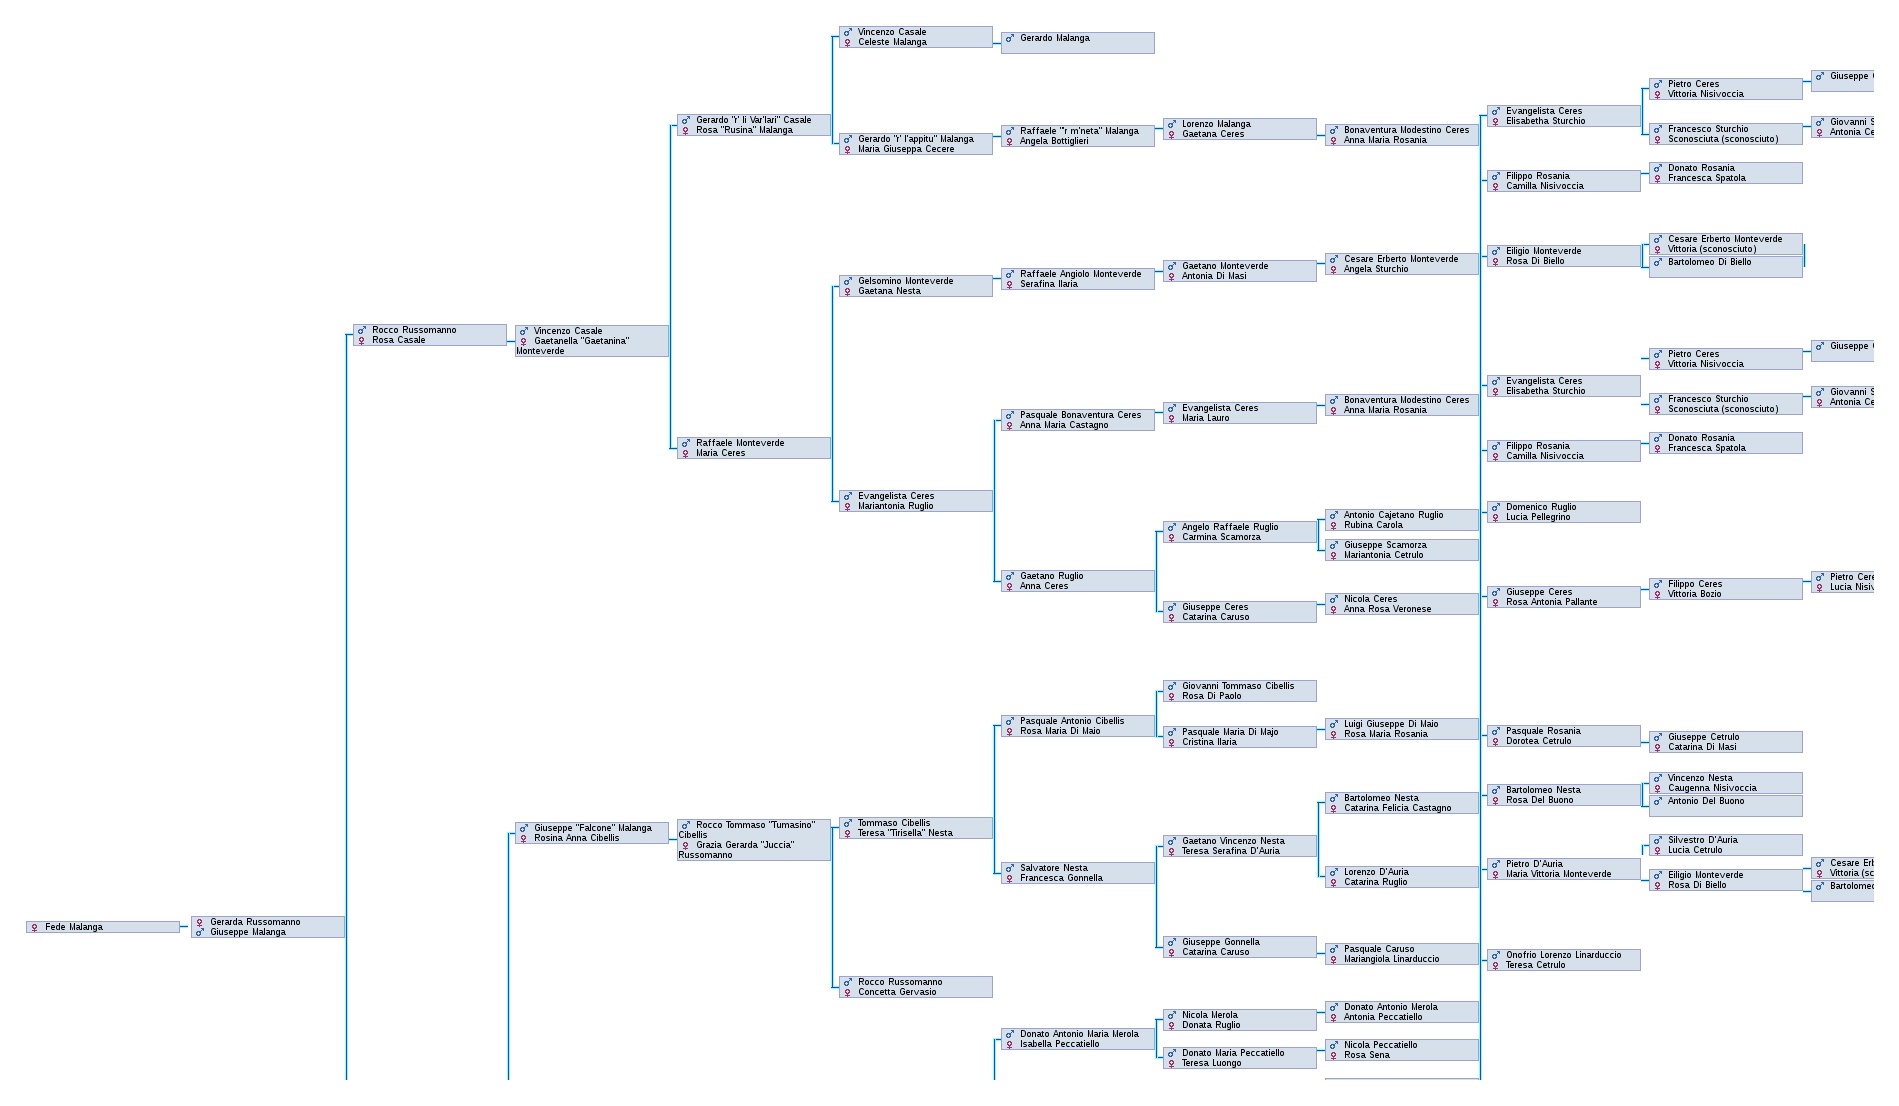 Fede Malanga
Gerarda Russomanno
Giuseppe Malanga
Rocco Russomanno
Rosa Casale
Vincenzo Casale
Gaetanella "Gaetanina"
Monteverde
Giuseppe "Falcone" Malanga
Rosina Anna Cibellis
Gerardo "r' li Var'lari" Casale
Rosa "Rusina" Malanga
Raffaele Monteverde
Maria Ceres
Rocco Tommaso "Tumasino"
Cibellis
Grazia Gerarda "Juccia"
Russomanno
Vincenzo Casale
Celeste Malanga
Gerardo "r' l'appitu" Malanga
Maria Giuseppa Cecere
Gelsomino Monteverde
Gaetana Nesta
Evangelista Ceres
Mariantonia Ruglio
Tommaso Cibellis
Teresa "Tirisella" Nesta
Rocco Russomanno
Concetta Gervasio
Gerardo Malanga
Raffaele "'r m'neta" Malanga
Angela Bottiglieri
Raffaele Angiolo Monteverde
Serafina Ilaria
Pasquale Bonaventura Ceres
Anna Maria Castagno
Gaetano Ruglio
Anna Ceres
Pasquale Antonio Cibellis
Rosa Maria Di Maio
Salvatore Nesta
Francesca Gonnella
Donato Antonio Maria Merola
Isabella Peccatiello
Lorenzo Malanga
Gaetana Ceres
Gaetano Monteverde
Antonia Di Masi
Evangelista Ceres
Maria Lauro
Angelo Raffaele Ruglio
Carmina Scamorza
Giuseppe Ceres
Catarina Caruso
Giovanni Tommaso Cibellis
Rosa Di Paolo
Pasquale Maria Di Majo
Cristina Ilaria
Gaetano Vincenzo Nesta
Teresa Serafina D'Auria
Giuseppe Gonnella
Catarina Caruso
Nicola Merola
Donata Ruglio
Donato Maria Peccatiello
Teresa Luongo
Bonaventura Modestino Ceres
Anna Maria Rosania
Cesare Erberto Monteverde
Angela Sturchio
Bonaventura Modestino Ceres
Anna Maria Rosania
Antonio Cajetano Ruglio
Rubina Carola
Giuseppe Scamorza
Mariantonia Cetrulo
Nicola Ceres
Anna Rosa Veronese
Luigi Giuseppe Di Maio
Rosa Maria Rosania
Bartolomeo Nesta
Catarina Felicia Castagno
Lorenzo D'Auria
Catarina Ruglio
Pasquale Caruso
Mariangiola Linarduccio
Donato Antonio Merola
Antonia Peccatiello
Nicola Peccatiello
Rosa Sena
Evangelista Ceres
Elisabetha Sturchio
Filippo Rosania
Camilla Nisivoccia
Eiligio Monteverde
Rosa Di Biello
Evangelista Ceres
Elisabetha Sturchio
Filippo Rosania
Camilla Nisivoccia
Domenico Ruglio
Lucia Pellegrino
Giuseppe Ceres
Rosa Antonia Pallante
Pasquale Rosania
Dorotea Cetrulo
Bartolomeo Nesta
Rosa Del Buono
Pietro D'Auria
Maria Vittoria Monteverde
Onofrio Lorenzo Linarduccio
Teresa Cetrulo
Pietro Ceres
Vittoria Nisivoccia
Francesco Sturchio
Sconosciuta (sconosciuto)
Donato Rosania
Francesca Spatola
Cesare Erberto Monteverde
Vittoria (sconosciuto)
Bartolomeo Di Biello
Pietro Ceres
Vittoria Nisivoccia
Francesco Sturchio
Sconosciuta (sconosciuto)
Donato Rosania
Francesca Spatola
Filippo Ceres
Vittoria Bozio
Giuseppe Cetrulo
Catarina Di Masi
Vincenzo Nesta
Caugenna Nisivoccia
Antonio Del Buono
Silvestro D'Auria
Lucia Cetrulo
Eiligio Monteverde
Rosa Di Biello
Giuseppe
Giovanni S
Antonia Ce
Giuseppe
Giovanni S
Antonia Ce
Pietro Cere
Lucia Nisiv
Cesare Erb
Vittoria (sc
Bartolomeo